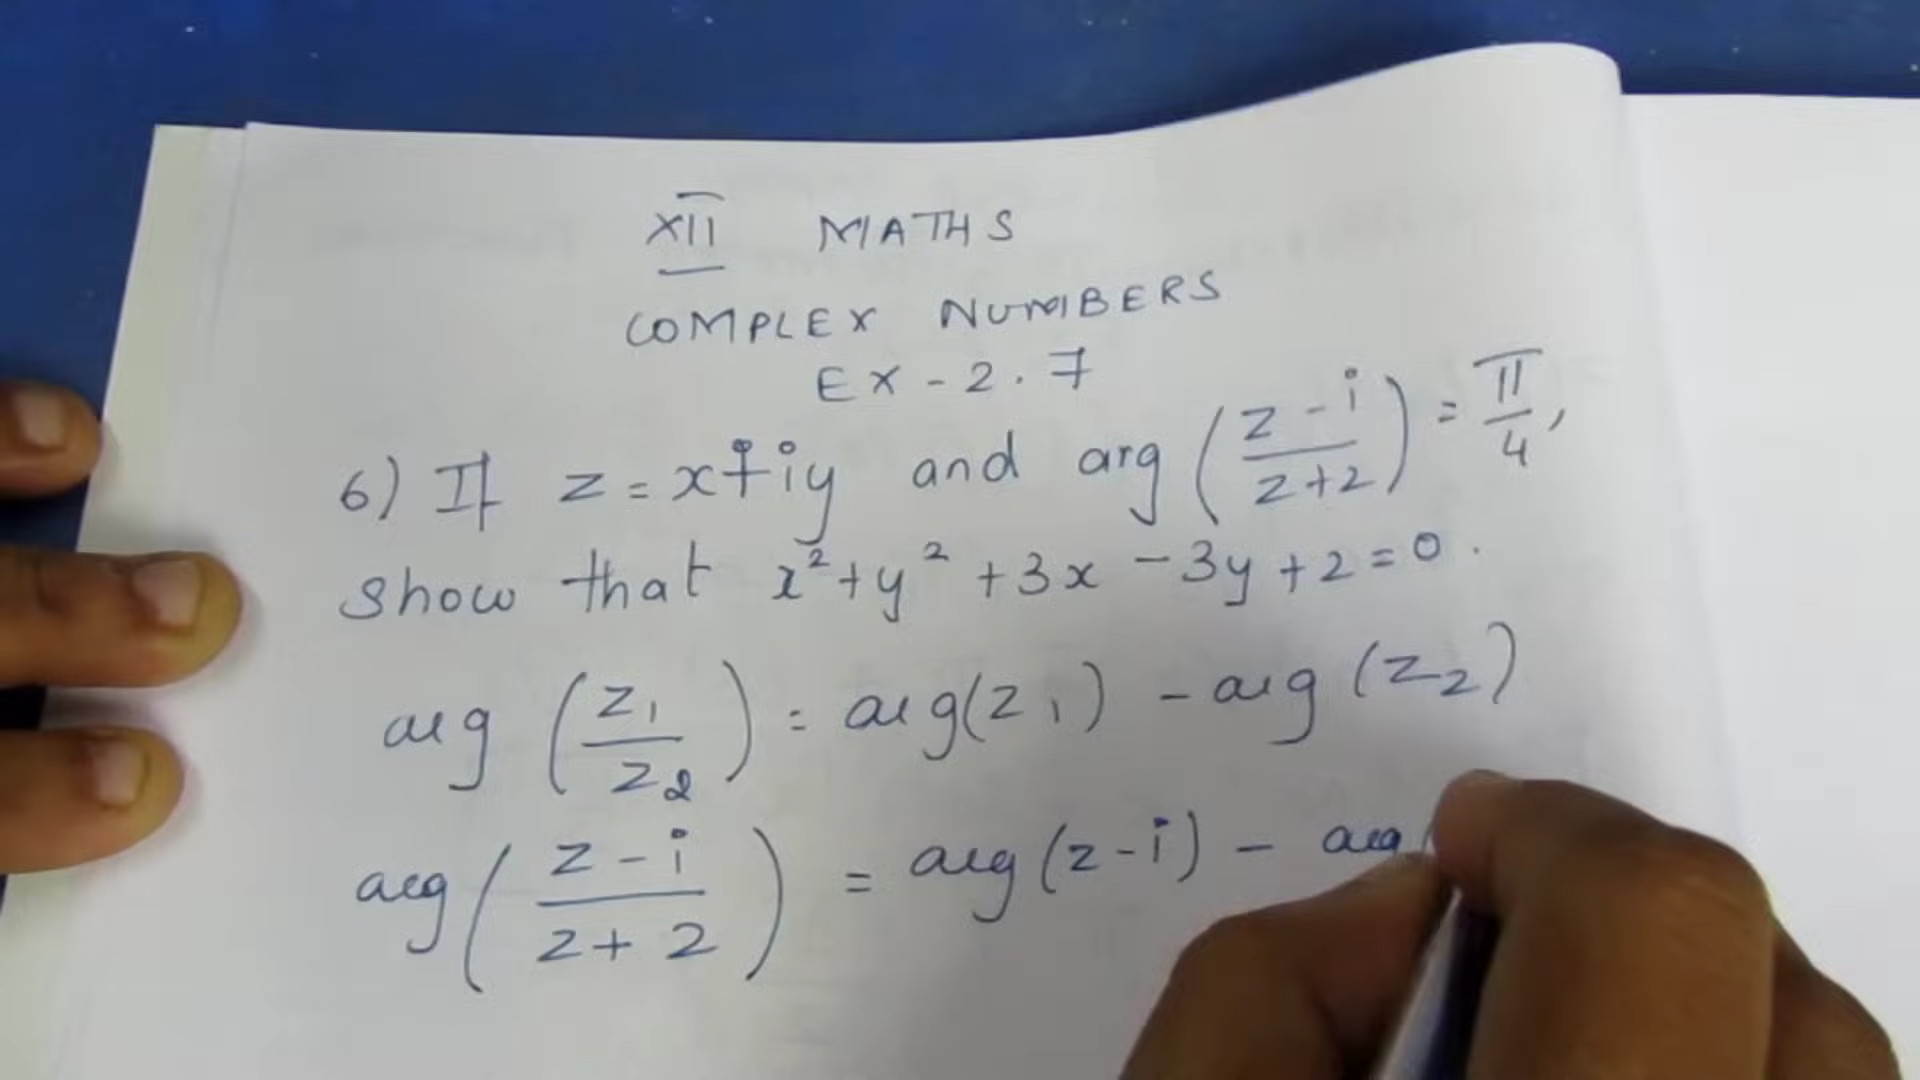 XII MATHS
COMPLEX NUMBERS
EX - 2.7
6) If z = x + iy and arg ( z - i / z + 2 ) = π/4,
show that x² + y² + 3x - 3y + 2 = 0.
arg ( z₁ / z₂ ) = arg(z₁) - arg (z₂)
arg ( z - i / z + 2 ) = arg (z - i) - arg (